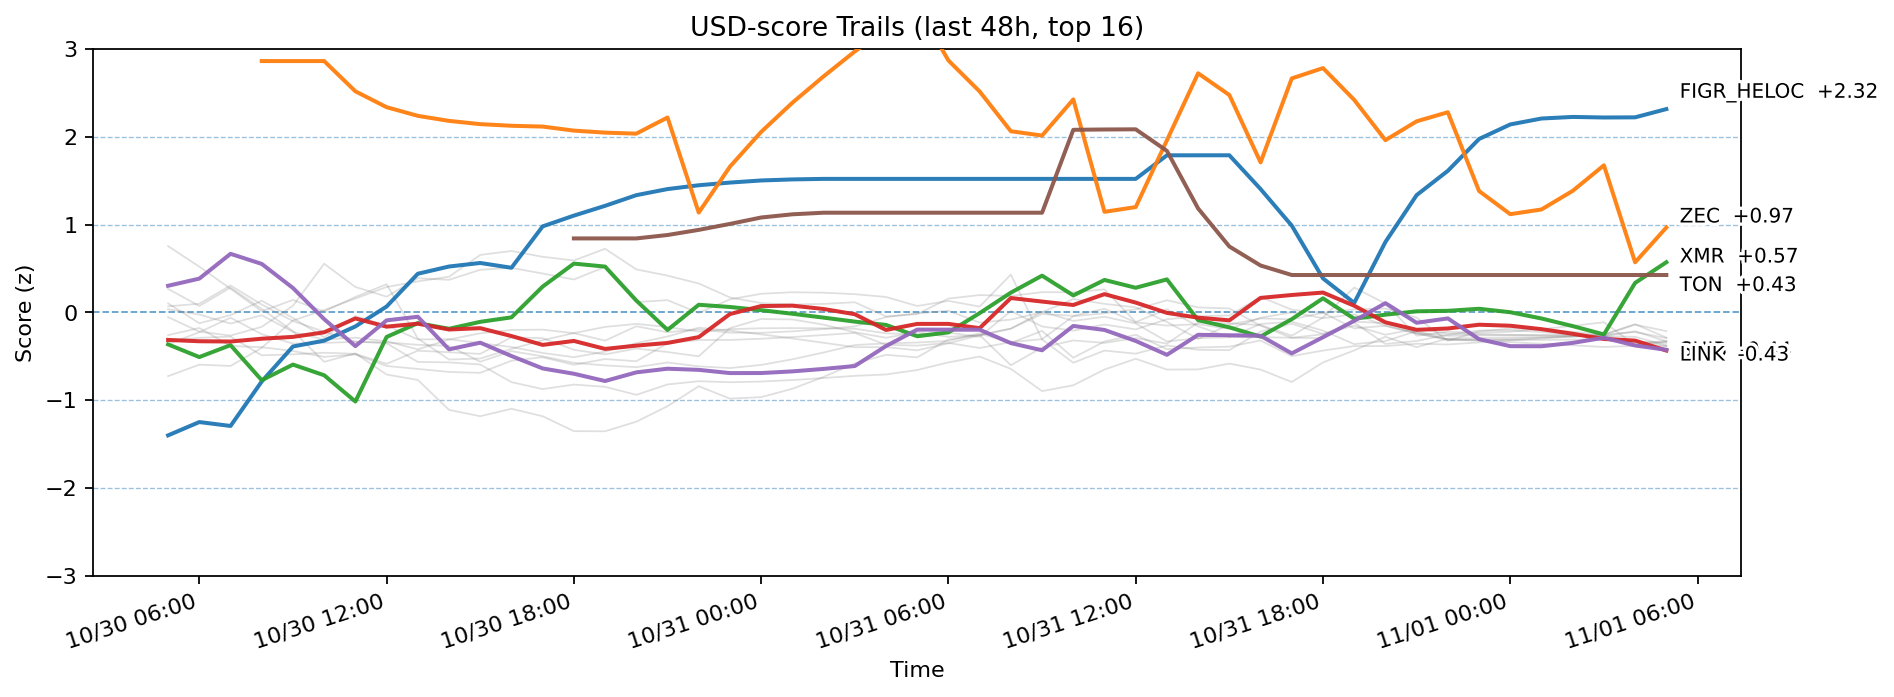 USD-score Trails (last 48h, top 16)
Score (z)
3
2
1
0
−1
−2
−3
FIGR_HELOC +2.32
ZEC +0.97
XMR +0.57
TON +0.43
LINK -0.43
10/30 06:00
10/30 12:00
10/30 18:00
10/31 00:00
10/31 06:00
10/31 12:00
10/31 18:00
11/01 00:00
11/01 06:00
Time